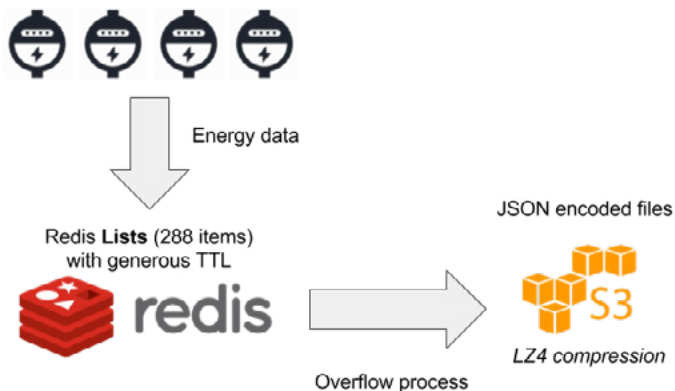 Energy data
JSON encoded files
Redis Lists (288 items)
with generous TTL
redis
S3
LZ4 compression
Overflow process